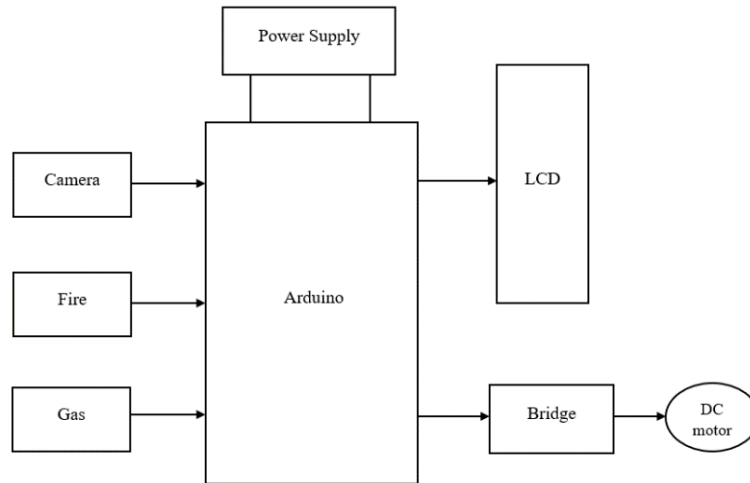 Power Supply
Camera
LCD
Fire
Arduino
Gas
Bridge
DC
motor